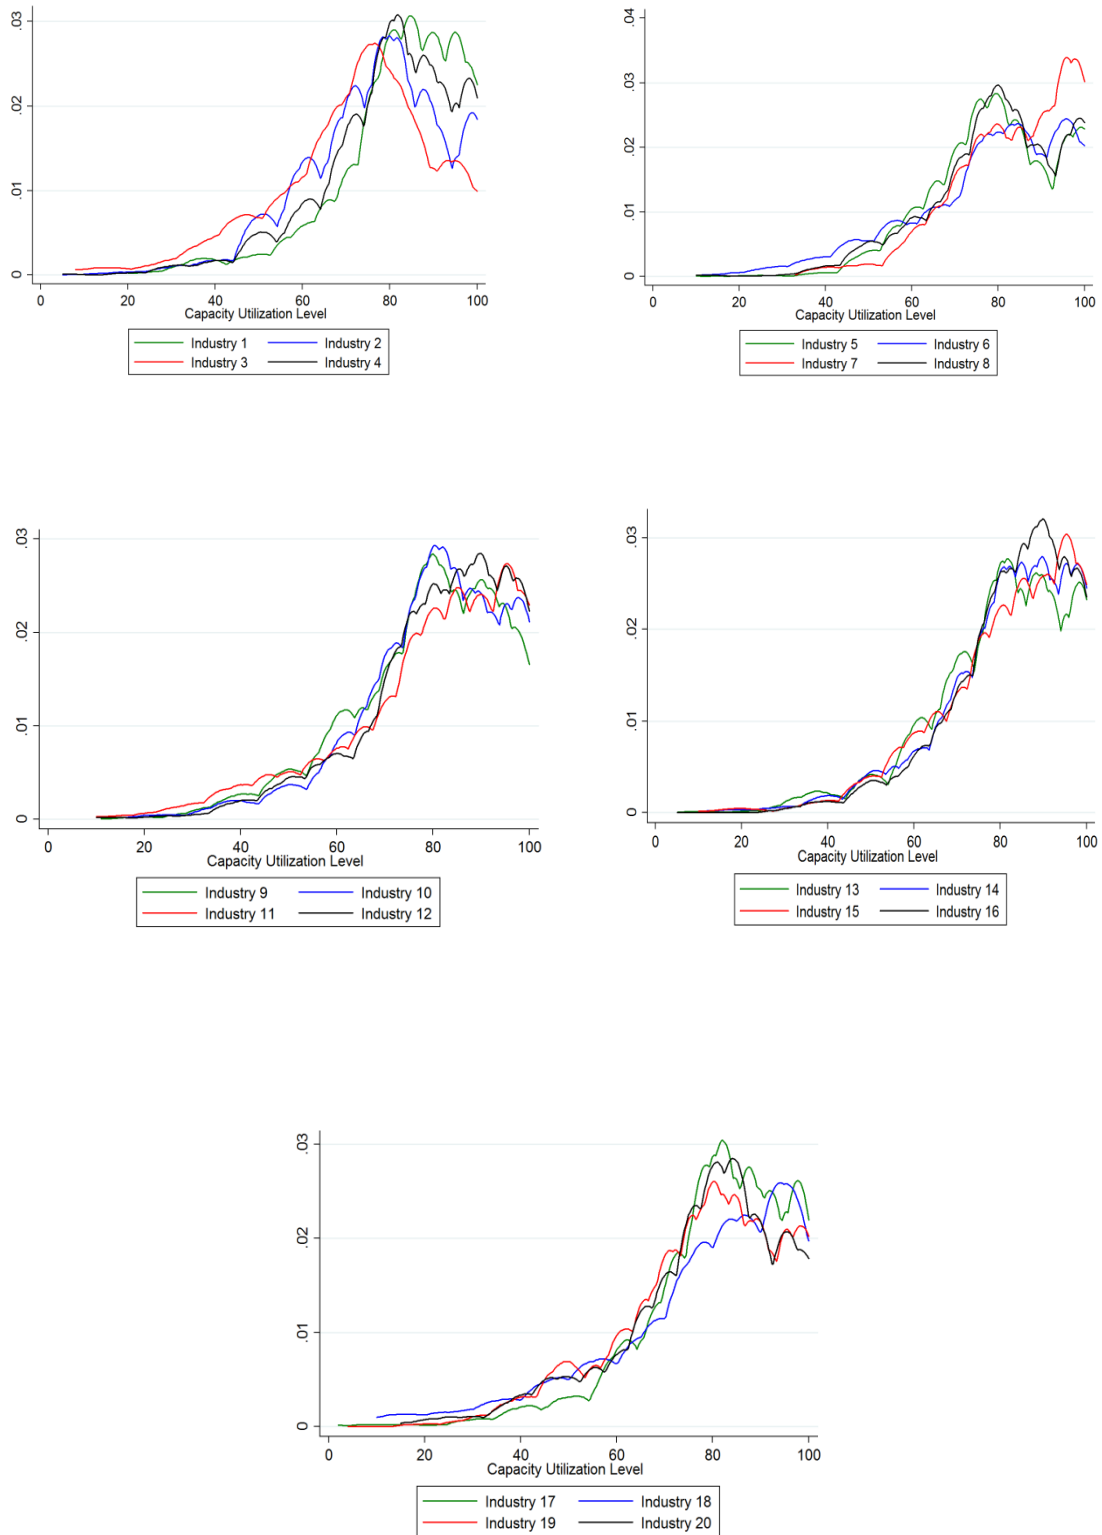 .03
.02
.01
0
0 20 40 60 80 100
Capacity Utilization Level
Industry 1 Industry 2
Industry 3 Industry 4
.04
.03
.02
.01
0
0 20 40 60 80 100
Capacity Utilization Level
Industry 5 Industry 6
Industry 7 Industry 8
.03
.02
.01
0
0 20 40 60 80 100
Capacity Utilization Level
Industry 9 Industry 10
Industry 11 Industry 12
.03
.02
.01
0
0 20 40 60 80 100
Capacity Utilization Level
Industry 13 Industry 14
Industry 15 Industry 16
.03
.02
.01
0
0 20 40 60 80 100
Capacity Utilization Level
Industry 17 Industry 18
Industry 19 Industry 20